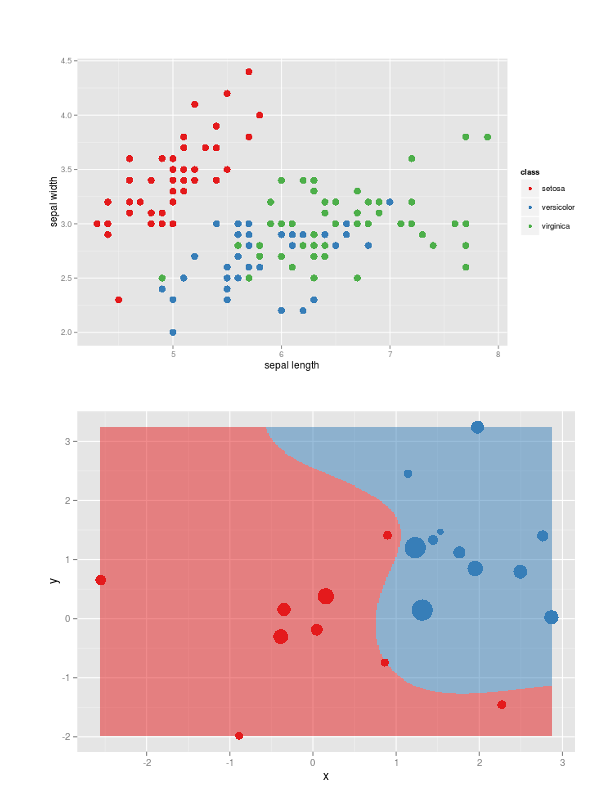 4.5
4.0
3.5
3.0
2.5
2.0
sepal width
5
6
7
8
sepal length
class
setosa
versicolor
virginica
3
2
1
0
-1
-2
y
-2
-1
0
1
2
3
x